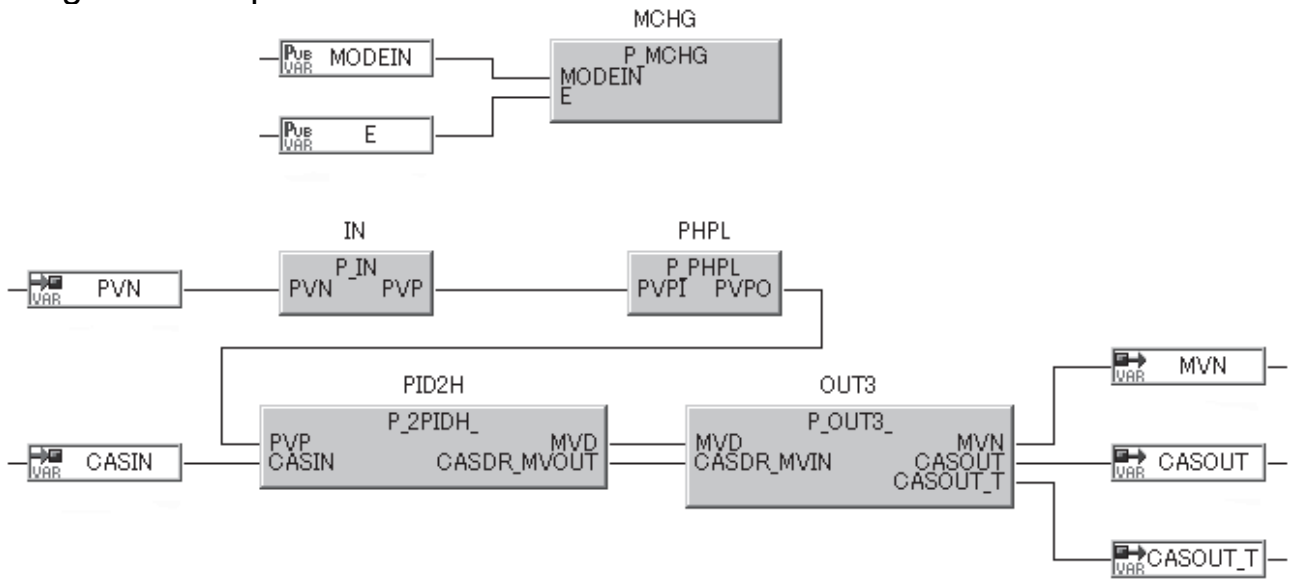 MCHG
PUB VAR MODEIN
P_MCHG
MODEIN
E
PUB VAR E
IN
PHPL
VAR PVN
P_IN
PVN PVP
P_PHPL
PVPI PVPO
PID2H
OUT3
VAR MVN
P_2PIDH_
PVP MVD
CASIN CASDR_MVOUT
P_OUT3_
MVD MVN
CASDR_MVIN CASOUT
CASOUT_T
VAR CASIN
VAR CASOUT
VAR CASOUT_T